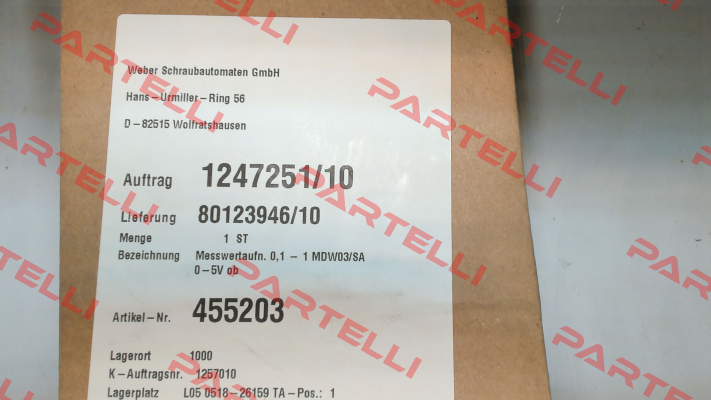 Weber Schraubautomaten GmbH
Hans-Urmiller-Ring 56
D-82515 Wolfratshausen
Auftrag 1247251/10
Lieferung 80123946/10
Menge 1 ST
Bezeichnung Messwertaufn. 0,1 - 1 MDW03/SA
0-5V ob
Artikel-Nr. 455203
Lagerort 1000
K-Auftragsnr. 1257010
Lagerplatz L05 0518-26159 TA-Pos.: 1
PARTELLI
PARTELLI
PARTELLI
PARTELLI
PARTELLI
PARTELLI
PARTELLI
PARTELLI
PARTELLI